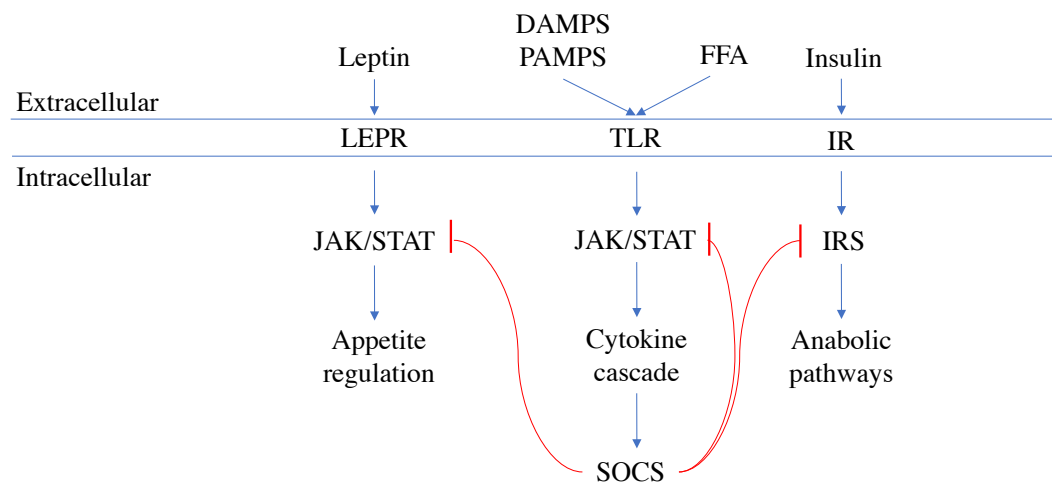 DAMPS
PAMPS
Leptin
FFA
Insulin
Extracellular
LEPR
TLR
IR
Intracellular
JAK/STAT
JAK/STAT
IRS
Appetite
regulation
Cytokine
cascade
Anabolic
pathways
SOCS